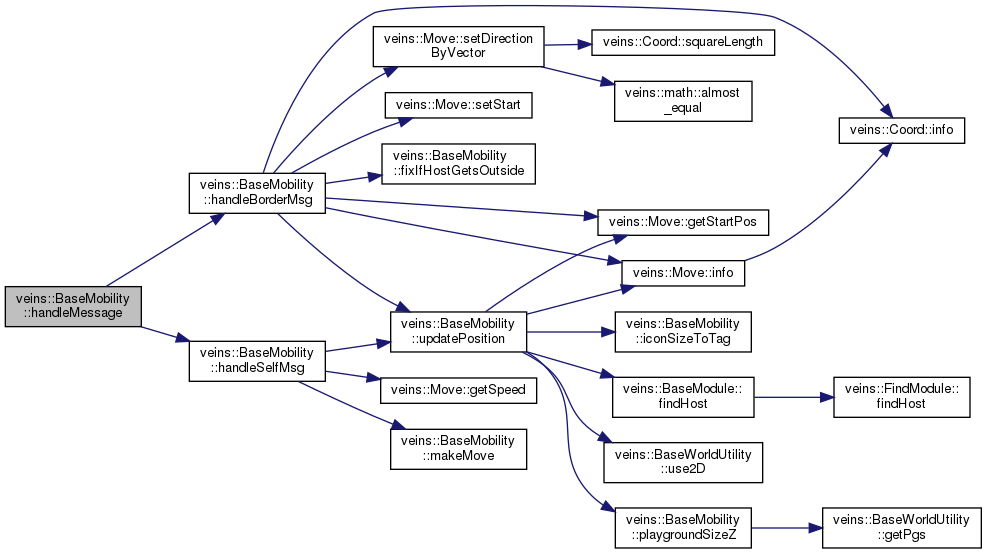 veins::BaseMobility
::handleMessage
veins::BaseMobility
::handleBorderMsg
veins::BaseMobility
::handleSelfMsg
veins::Move::setDirection
ByVector
veins::Move::setStart
veins::BaseMobility
::fixIfHostGetsOutside
veins::BaseMobility
::updatePosition
veins::Move::getSpeed
veins::BaseMobility
::makeMove
veins::Coord::squareLength
veins::math::almost
_equal
veins::Move::getStartPos
veins::Move::info
veins::BaseMobility
::iconSizeToTag
veins::BaseModule::
findHost
veins::BaseWorldUtility
::use2D
veins::BaseMobility
::playgroundSizeZ
veins::Coord::info
veins::FindModule::
findHost
veins::BaseWorldUtility
::getPgs